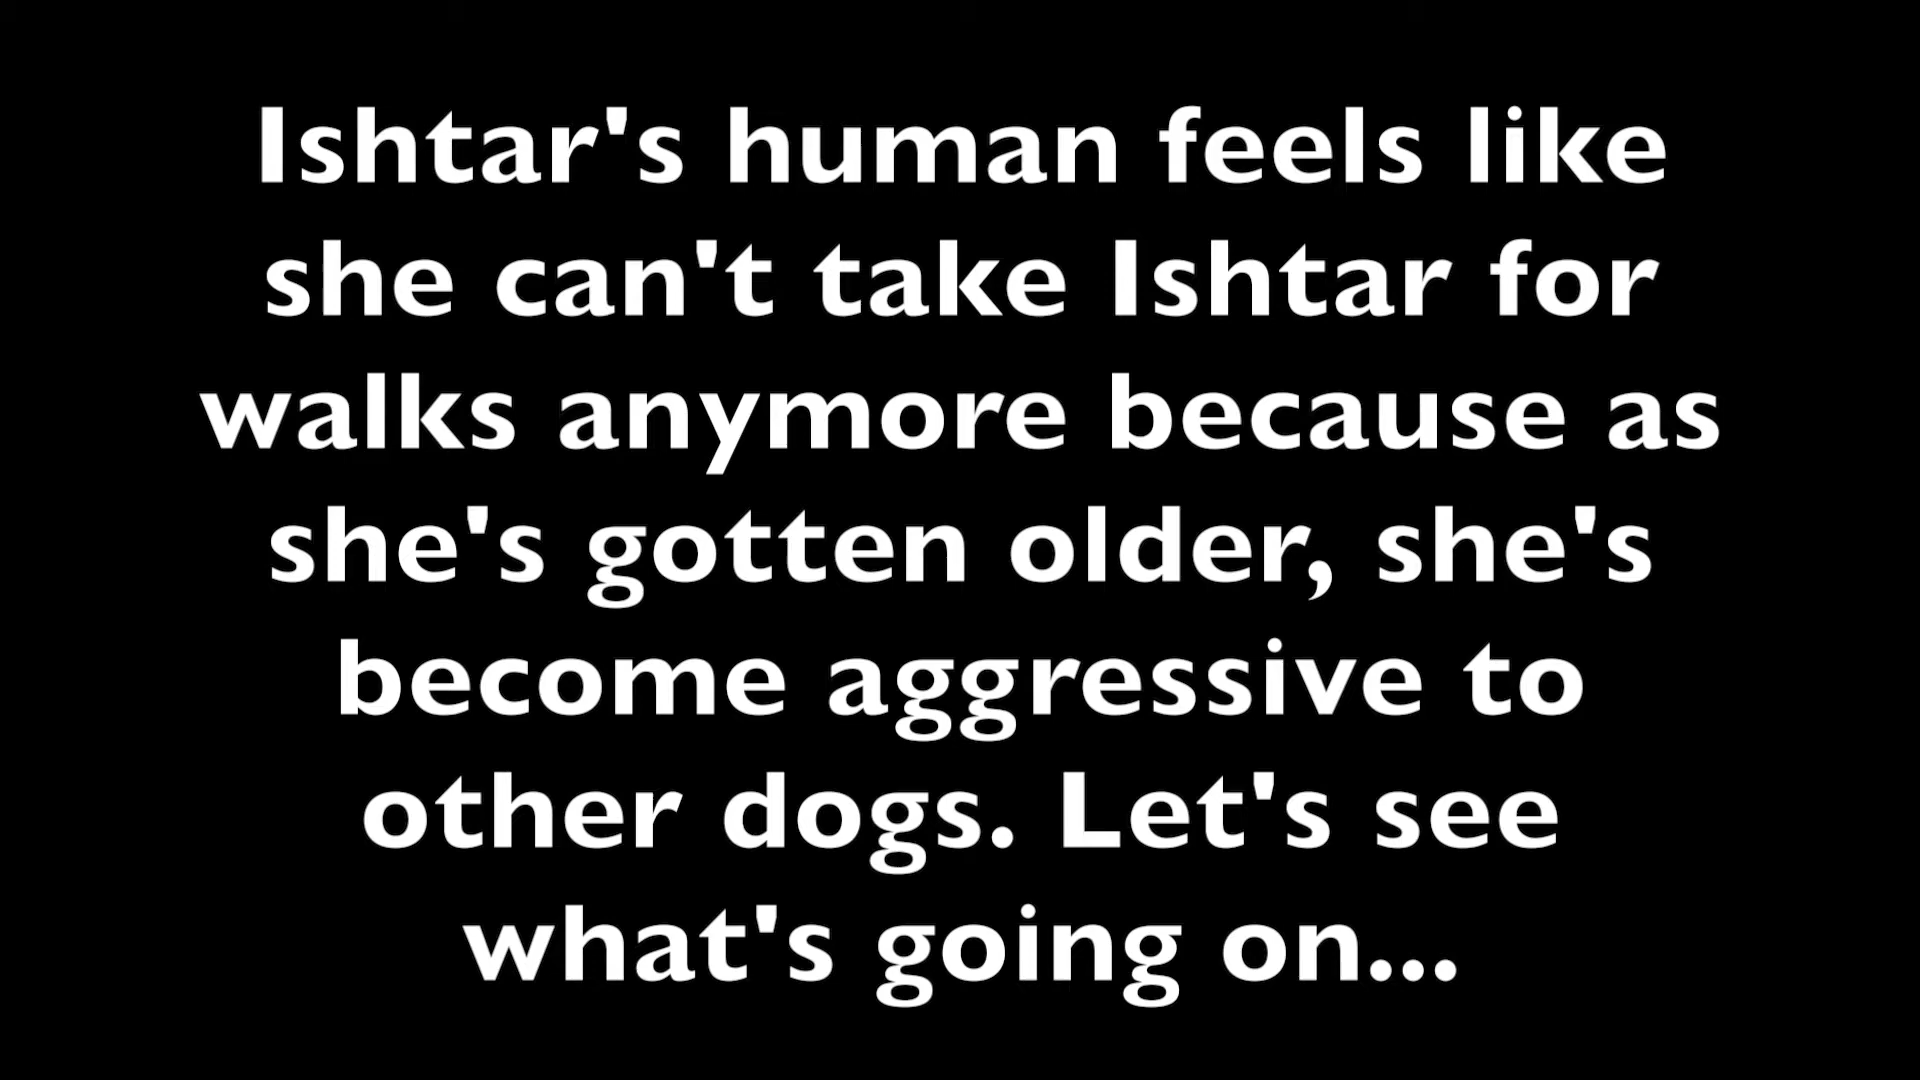 Ishtar's human feels like
she can't take Ishtar for
walks anymore because as
she's gotten older, she's
become aggressive to
other dogs. Let's see
what's going on...